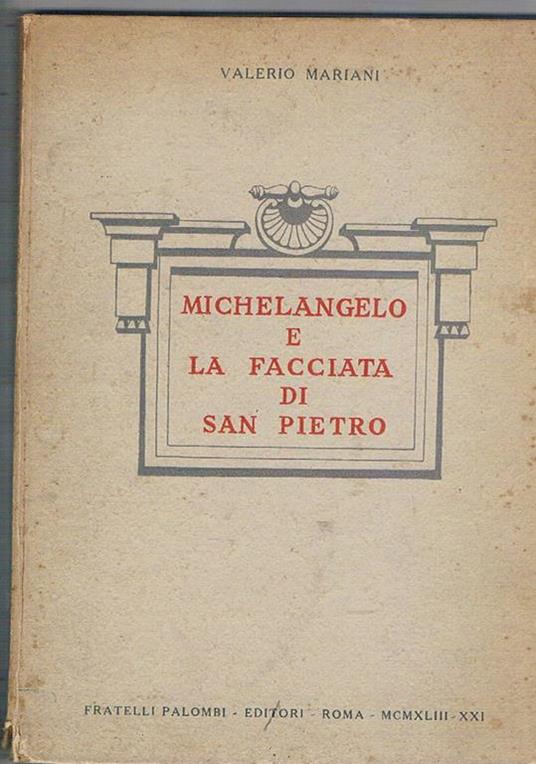 VALERIO MARIANI
MICHELANGELO
E
LA FACCIATA
DI
SAN PIETRO
FRATELLI PALOMBI - EDITORI - ROMA - MCMXLIII - XXI